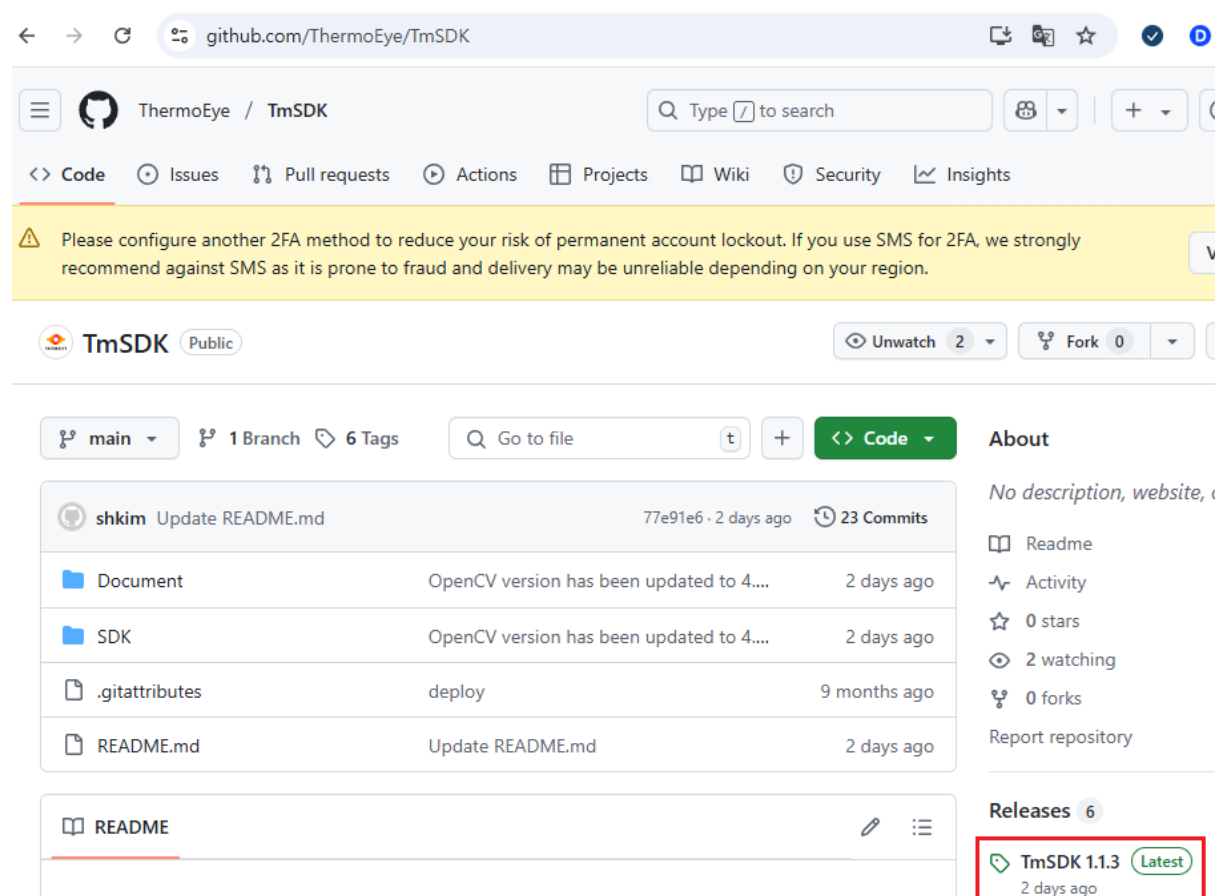 github.com/ThermoEye/TmSDK
D
ThermoEye / TmSDK
Type / to search
Code Issues Pull requests Actions Projects Wiki Security Insights
Please configure another 2FA method to reduce your risk of permanent account lockout. If you use SMS for 2FA, we strongly
recommend against SMS as it is prone to fraud and delivery may be unreliable depending on your region.
TmSDK Public
Unwatch 2 Fork 0
main 1 Branch 6 Tags Go to file t + Code
About
No description, website,
shkim Update README.md 77e91e6 · 2 days ago 23 Commits
Readme
Document OpenCV version has been updated to 4.... 2 days ago
Activity
0 stars
SDK OpenCV version has been updated to 4.... 2 days ago
2 watching
.gitattributes deploy 9 months ago
0 forks
Report repository
README.md Update README.md 2 days ago
Releases 6
README
TmSDK 1.1.3 Latest
2 days ago